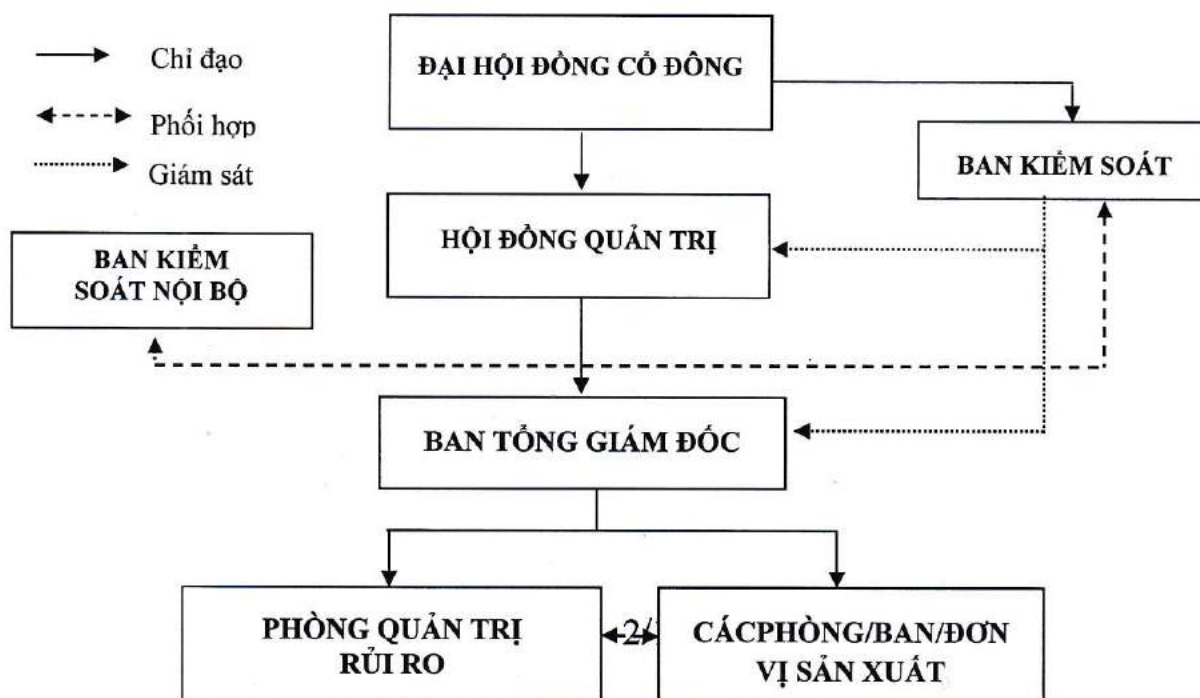 Chỉ đạo
Phối hợp
Giám sát
ĐẠI HỘI ĐỒNG CỔ ĐÔNG
BAN KIỂM SOÁT
HỘI ĐỒNG QUẢN TRỊ
BAN KIỂM
SOÁT NỘI BỘ
BAN TỔNG GIÁM ĐỐC
PHÒNG QUẢN TRỊ
RỦI RO
2/
CÁCPHÒNG/BAN/ĐƠN
VỊ SẢN XUẤT